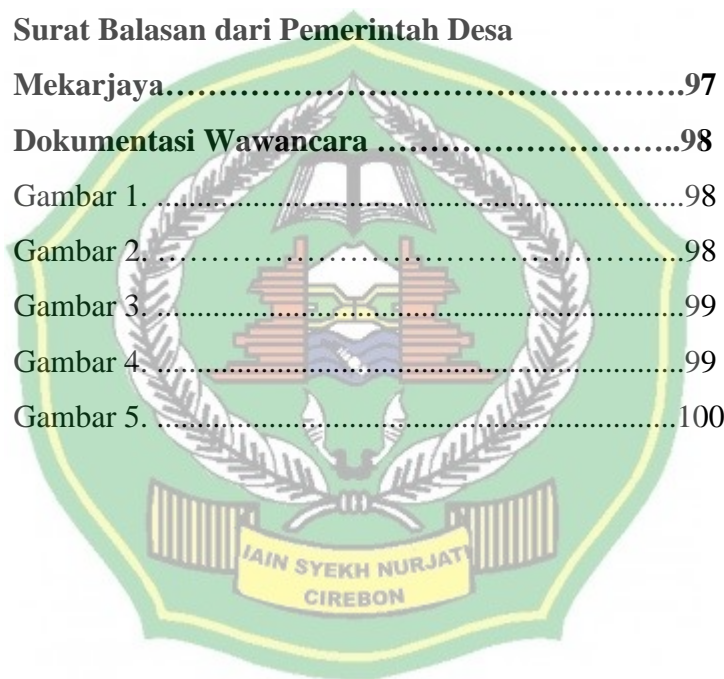 Surat Balasan dari Pemerintah Desa
Mekarjaya……………………………………………….97
Dokumentasi Wawancara ………………………..98
Gambar 1. ..................................................................98
Gambar 2. …………………………………………......98
Gambar 3. ..................................................................99
Gambar 4. ..................................................................99
Gambar 5. .................................................................100
IAIN SYEKH NURJATI
CIREBON